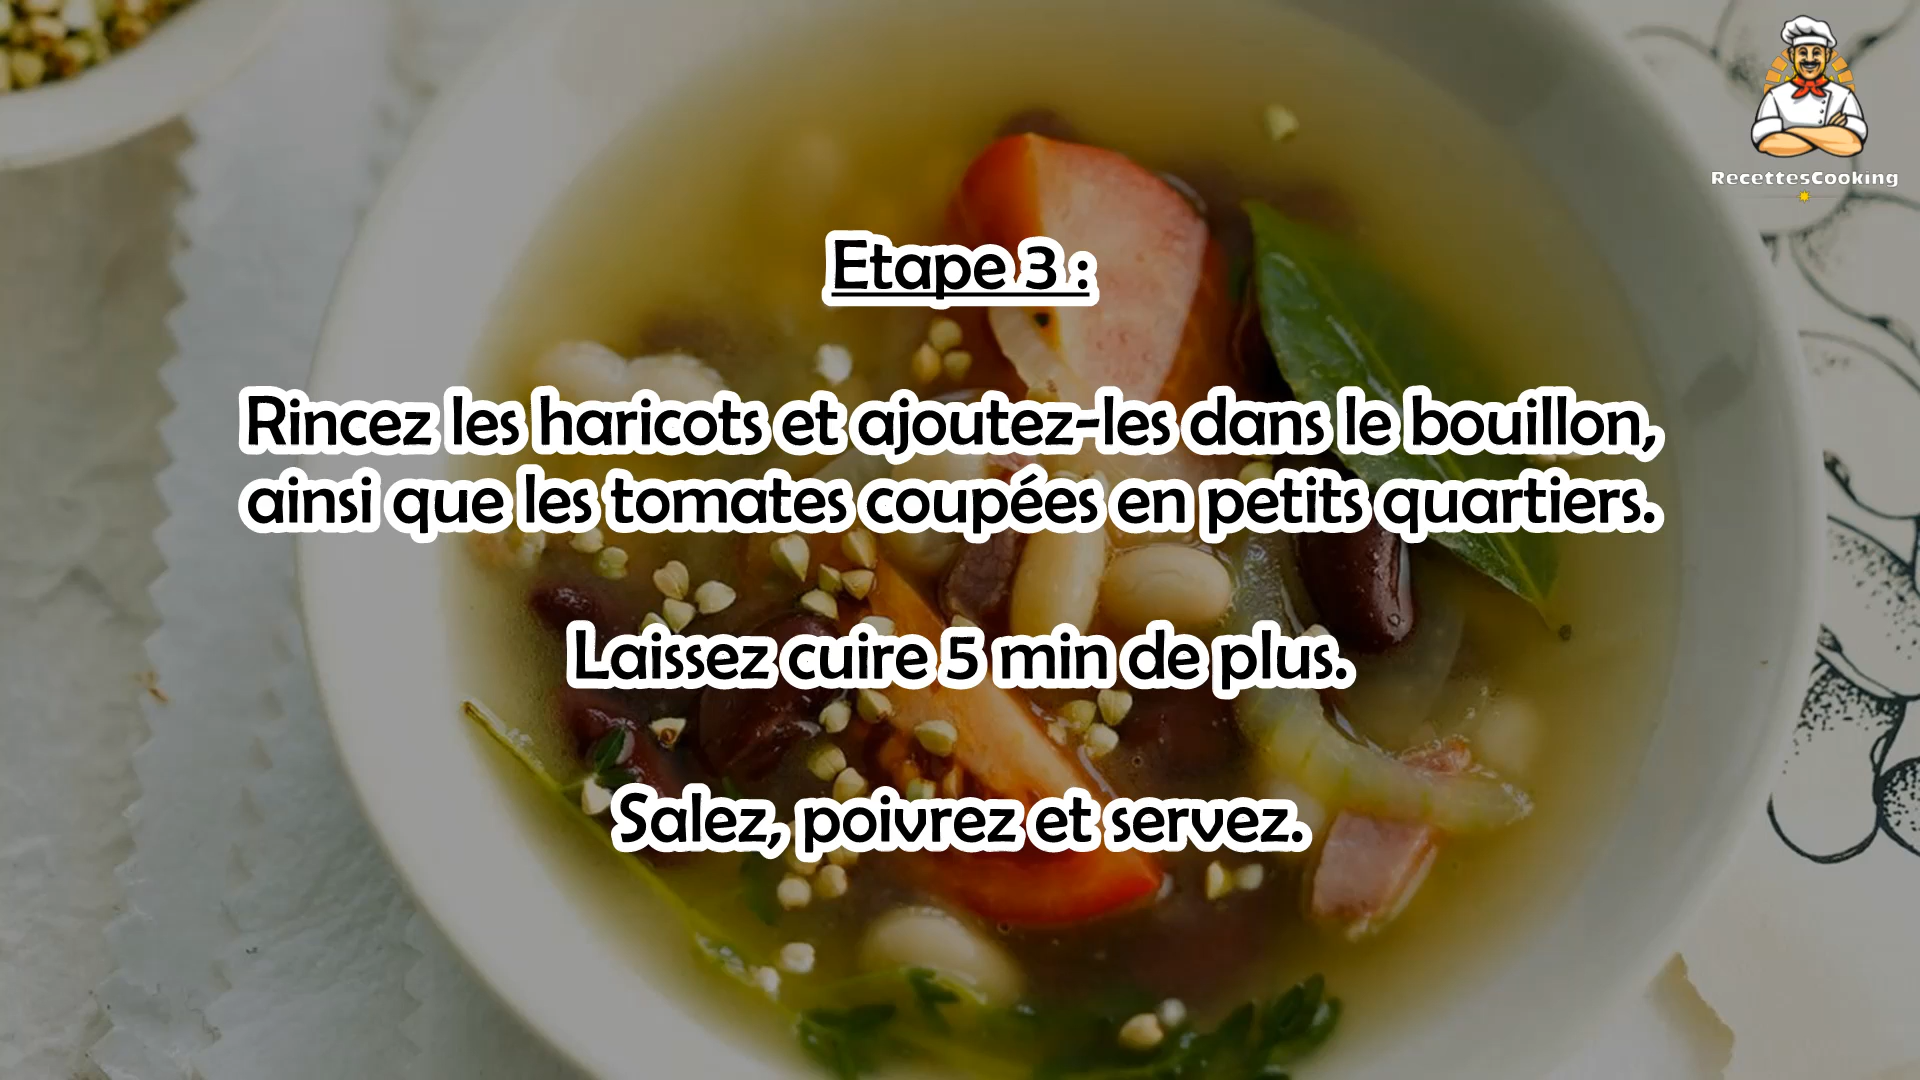 RecettesCooking
Etape 3 :
Rincez les haricots et ajoutez-les dans le bouillon,
ainsi que les tomates coupées en petits quartiers.
Laissez cuire 5 min de plus.
Salez, poivrez et servez.